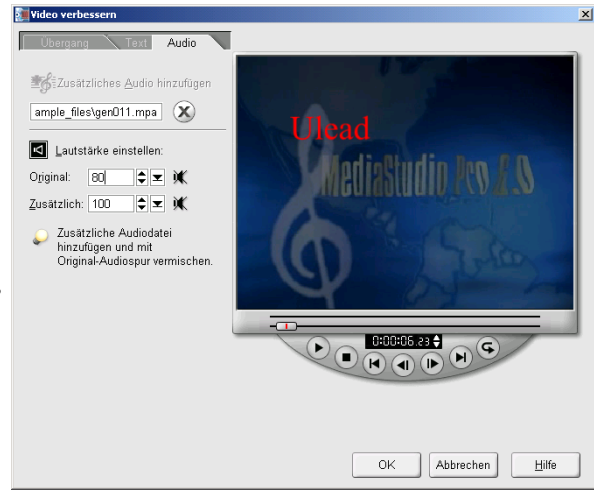 Video verbessern
Übergang Text Audio
Zusätzliches Audio hinzufügen
ample_files\gen011.mpa
Lautstärke einstellen:
Original: 80
Zusätzlich: 100
Zusätzliche Audiodatei
hinzufügen und mit
Original-Audiospur vermischen.
Ulead
MediaStudio Pro 8.0
0:00:06.23
OK Abbrechen Hilfe